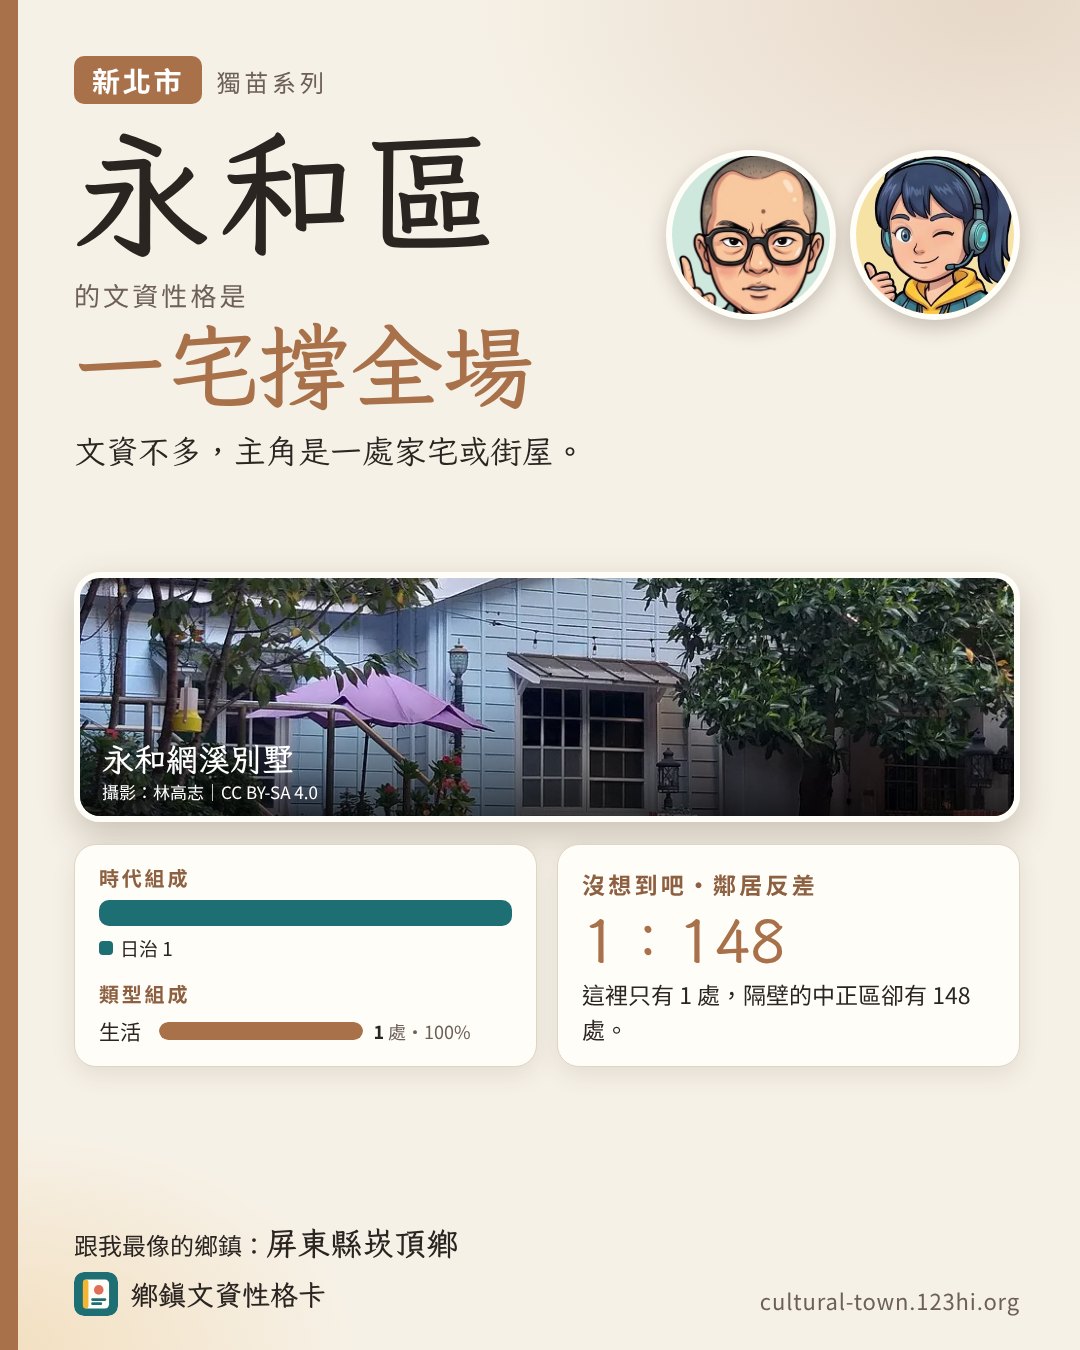 新北市 獨苗系列
永和區
的文資性格是
一宅撐全場
文資不多，主角是一處家宅或街屋。
永和網溪別墅
攝影：林高志｜CC BY-SA 4.0
時代組成
日治 1
類型組成
生活 1 處・100%
沒想到吧・鄰居反差
1：148
這裡只有 1 處，隔壁的中正區卻有 148
處。
跟我最像的鄉鎮：屏東縣崁頂鄉
鄉鎮文資性格卡
cultural-town.123hi.org